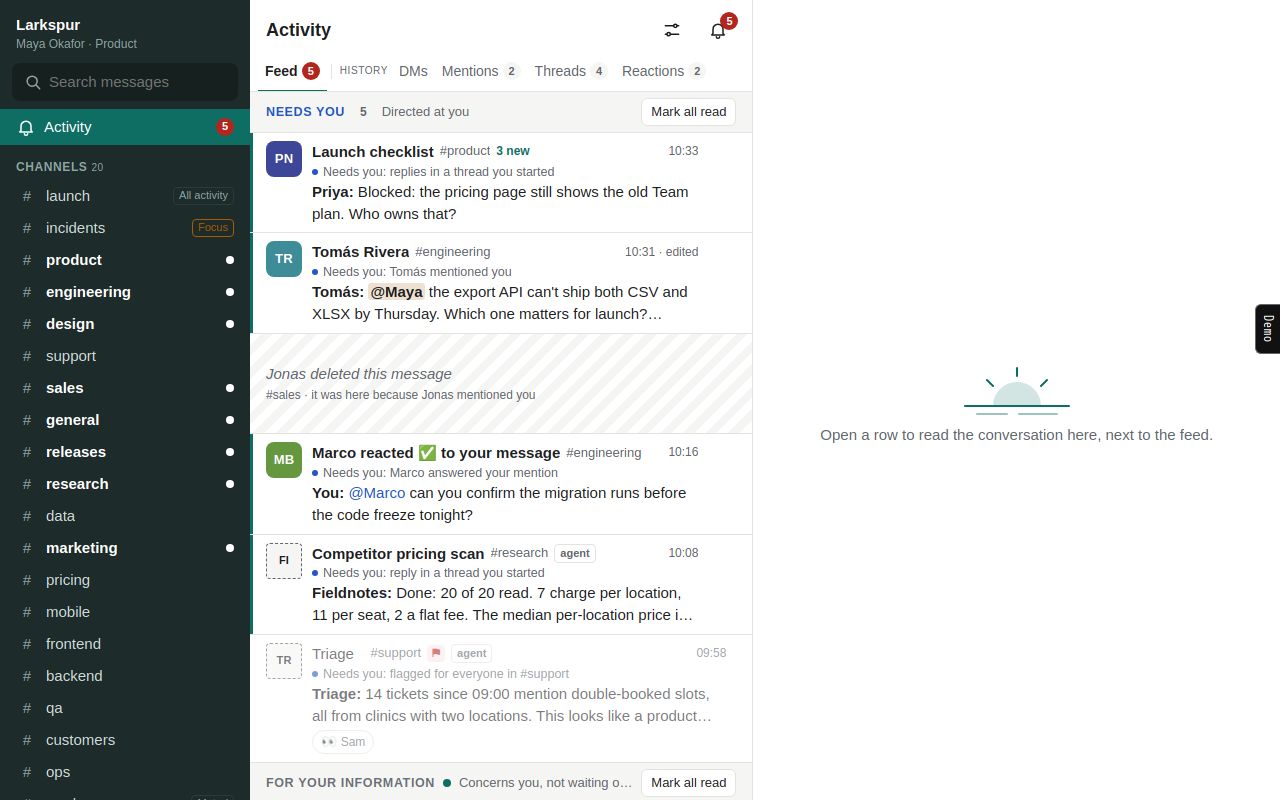 Larkspur
Maya Okafor · Product
Search messages
Activity
5
CHANNELS 20
# launch
All activity
# incidents
Focus
# product
# engineering
# design
# support
# sales
# general
# releases
# research
# data
# marketing
# pricing
# mobile
# frontend
# backend
# qa
# customers
# ops
Activity
5
Feed 5
HISTORY
DMs
Mentions 2
Threads 4
Reactions 2
NEEDS YOU 5 Directed at you
Mark all read
PN
Launch checklist #product 3 new 10:33
Needs you: replies in a thread you started
Priya: Blocked: the pricing page still shows the old Team
plan. Who owns that?
TR
Tomás Rivera #engineering 10:31 · edited
Needs you: Tomás mentioned you
Tomás: @Maya the export API can't ship both CSV and
XLSX by Thursday. Which one matters for launch?…
Jonas deleted this message
#sales · it was here because Jonas mentioned you
MB
Marco reacted ✅ to your message #engineering 10:16
Needs you: Marco answered your mention
You: @Marco can you confirm the migration runs before
the code freeze tonight?
FI
Competitor pricing scan #research agent 10:08
Needs you: reply in a thread you started
Fieldnotes: Done: 20 of 20 read. 7 charge per location,
11 per seat, 2 a flat fee. The median per-location price i…
TR
Triage #support agent 09:58
Needs you: flagged for everyone in #support
Triage: 14 tickets since 09:00 mention double-booked slots,
all from clinics with two locations. This looks like a product…
👀 Sam
FOR YOUR INFORMATION Concerns you, not waiting o…
Mark all read
Open a row to read the conversation here, next to the feed.
Demo